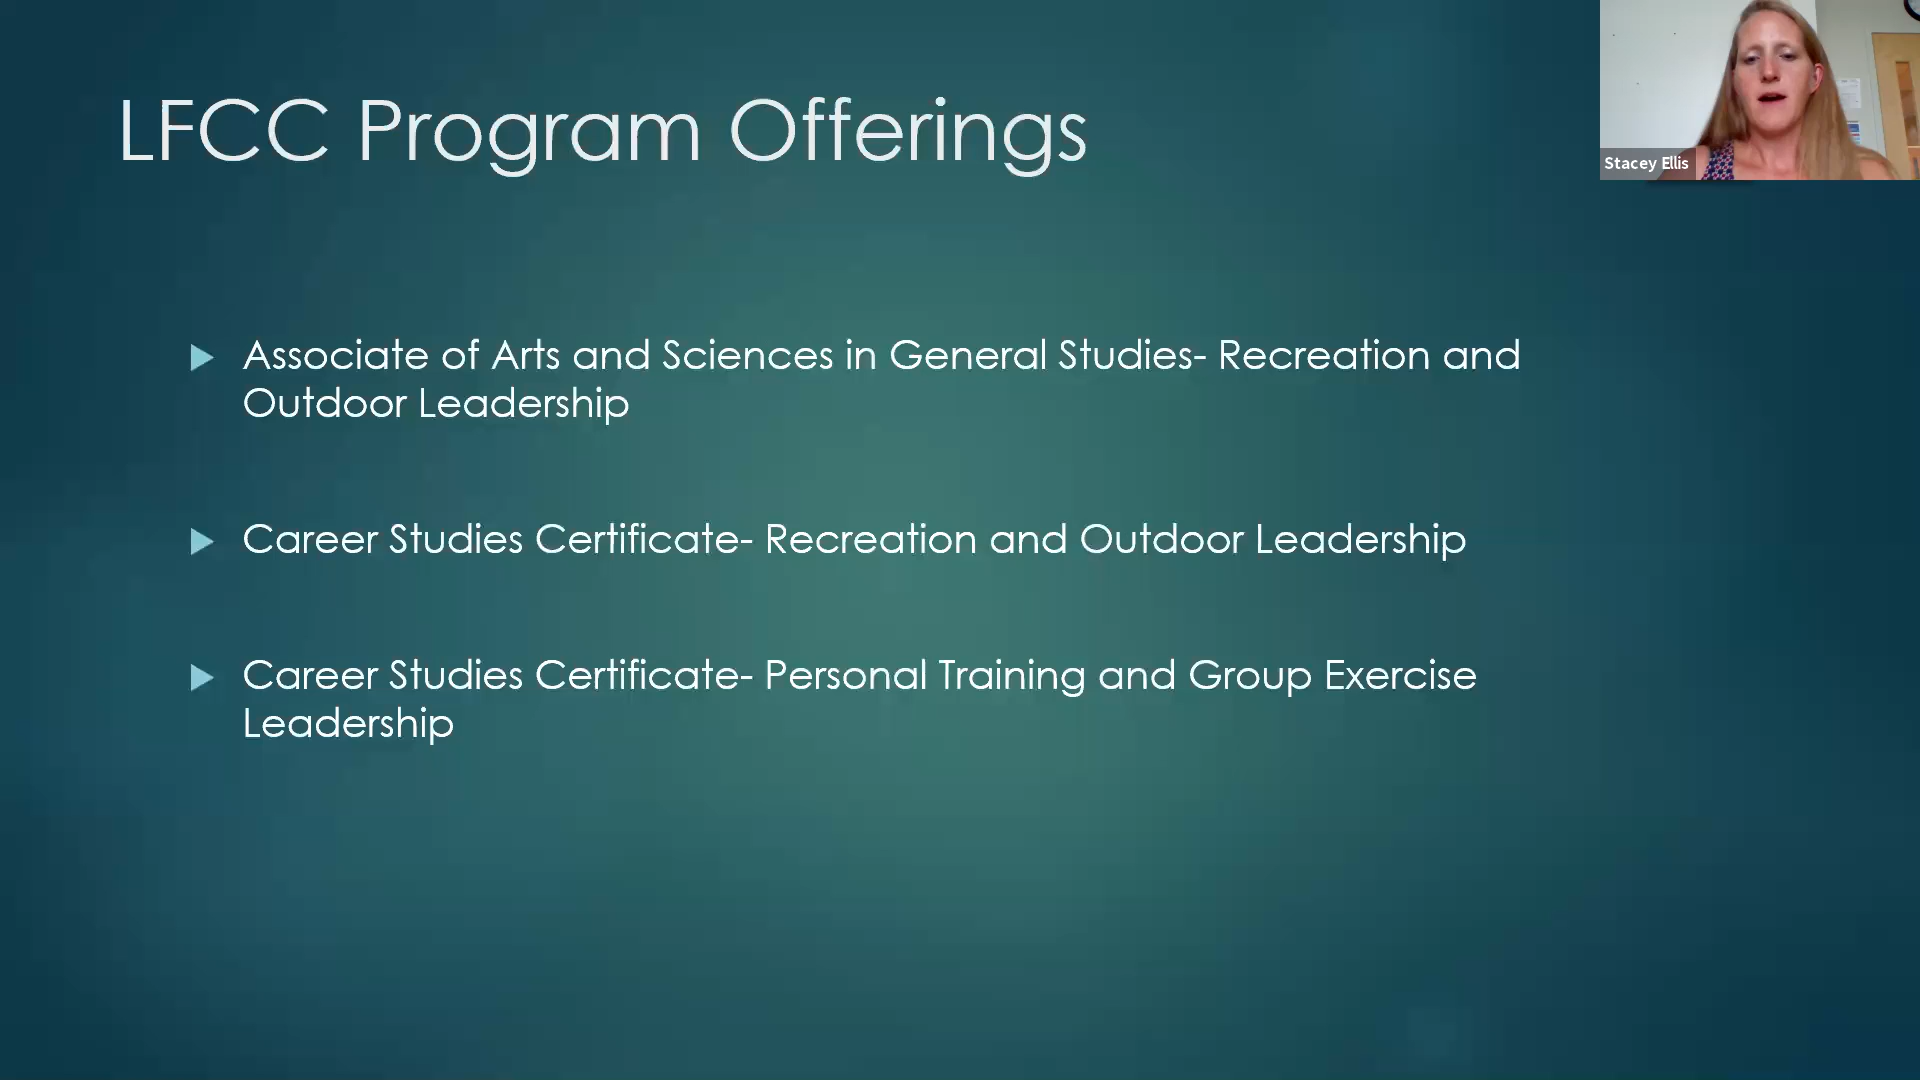 LFCC Program Offerings
Stacey Ellis
Associate of Arts and Sciences in General Studies- Recreation and
Outdoor Leadership
Career Studies Certificate- Recreation and Outdoor Leadership
Career Studies Certificate- Personal Training and Group Exercise
Leadership